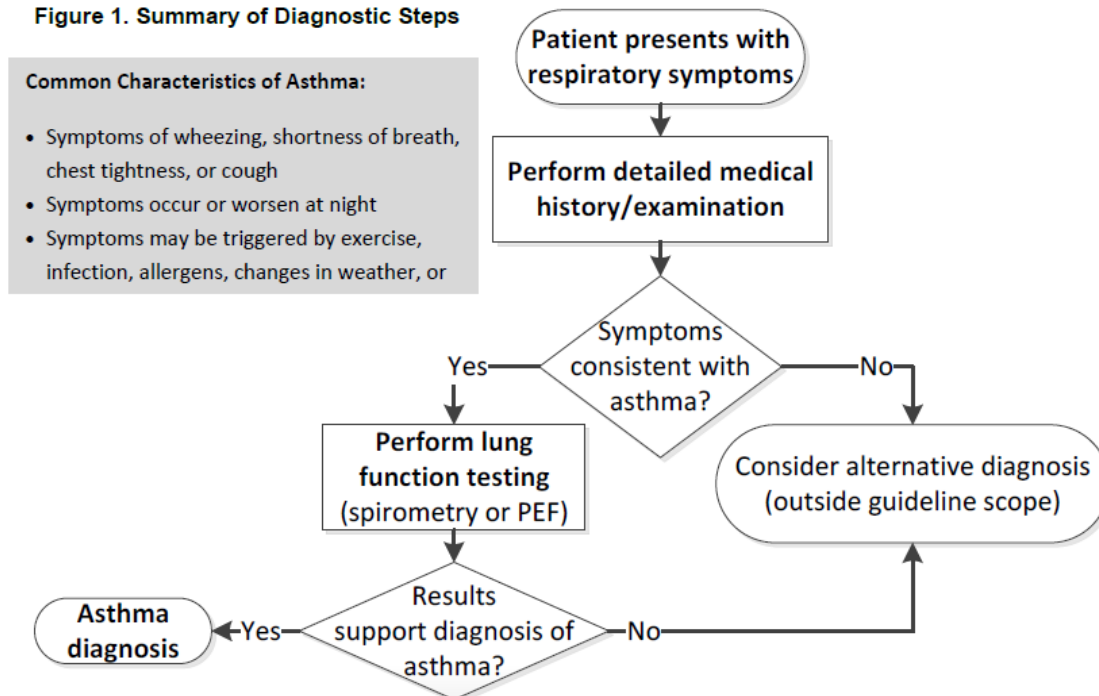 Figure 1. Summary of Diagnostic Steps
Common Characteristics of Asthma:
• Symptoms of wheezing, shortness of breath,
chest tightness, or cough
• Symptoms occur or worsen at night
• Symptoms may be triggered by exercise,
infection, allergens, changes in weather, or
Patient presents with
respiratory symptoms
Perform detailed medical
history/examination
Symptoms
consistent with
asthma?
Yes
No
Perform lung
function testing
(spirometry or PEF)
Consider alternative diagnosis
(outside guideline scope)
Results
support diagnosis of
asthma?
Yes
No
Asthma
diagnosis